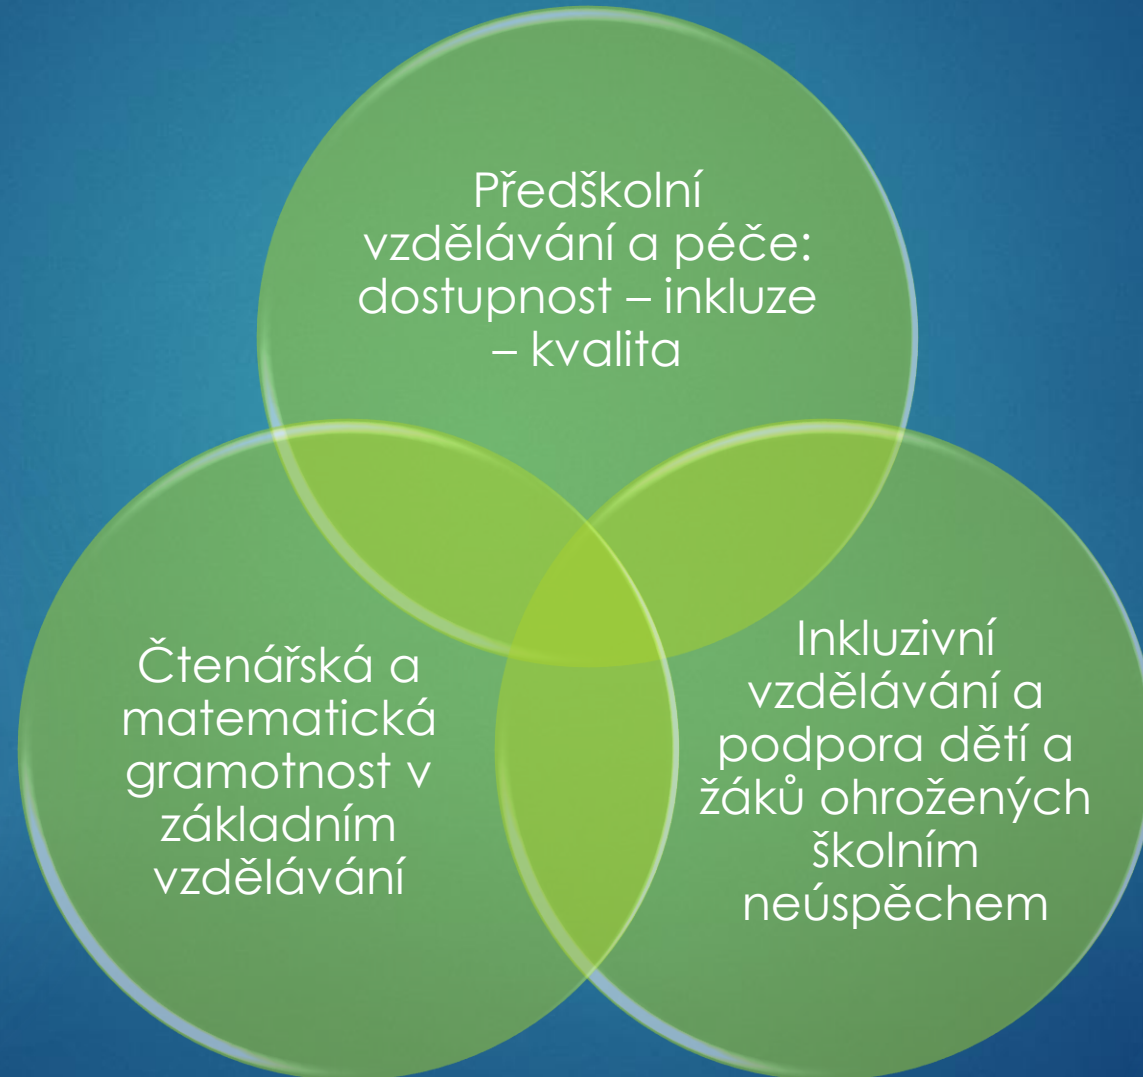 Předškolní
vzdělávání a péče:
dostupnost – inkluze
– kvalita
Čtenářská a
matematická
gramotnost v
základním
vzdělávání
Inkluzivní
vzdělávání a
podpora dětí a
žáků ohrožených
školním
neúspěchem